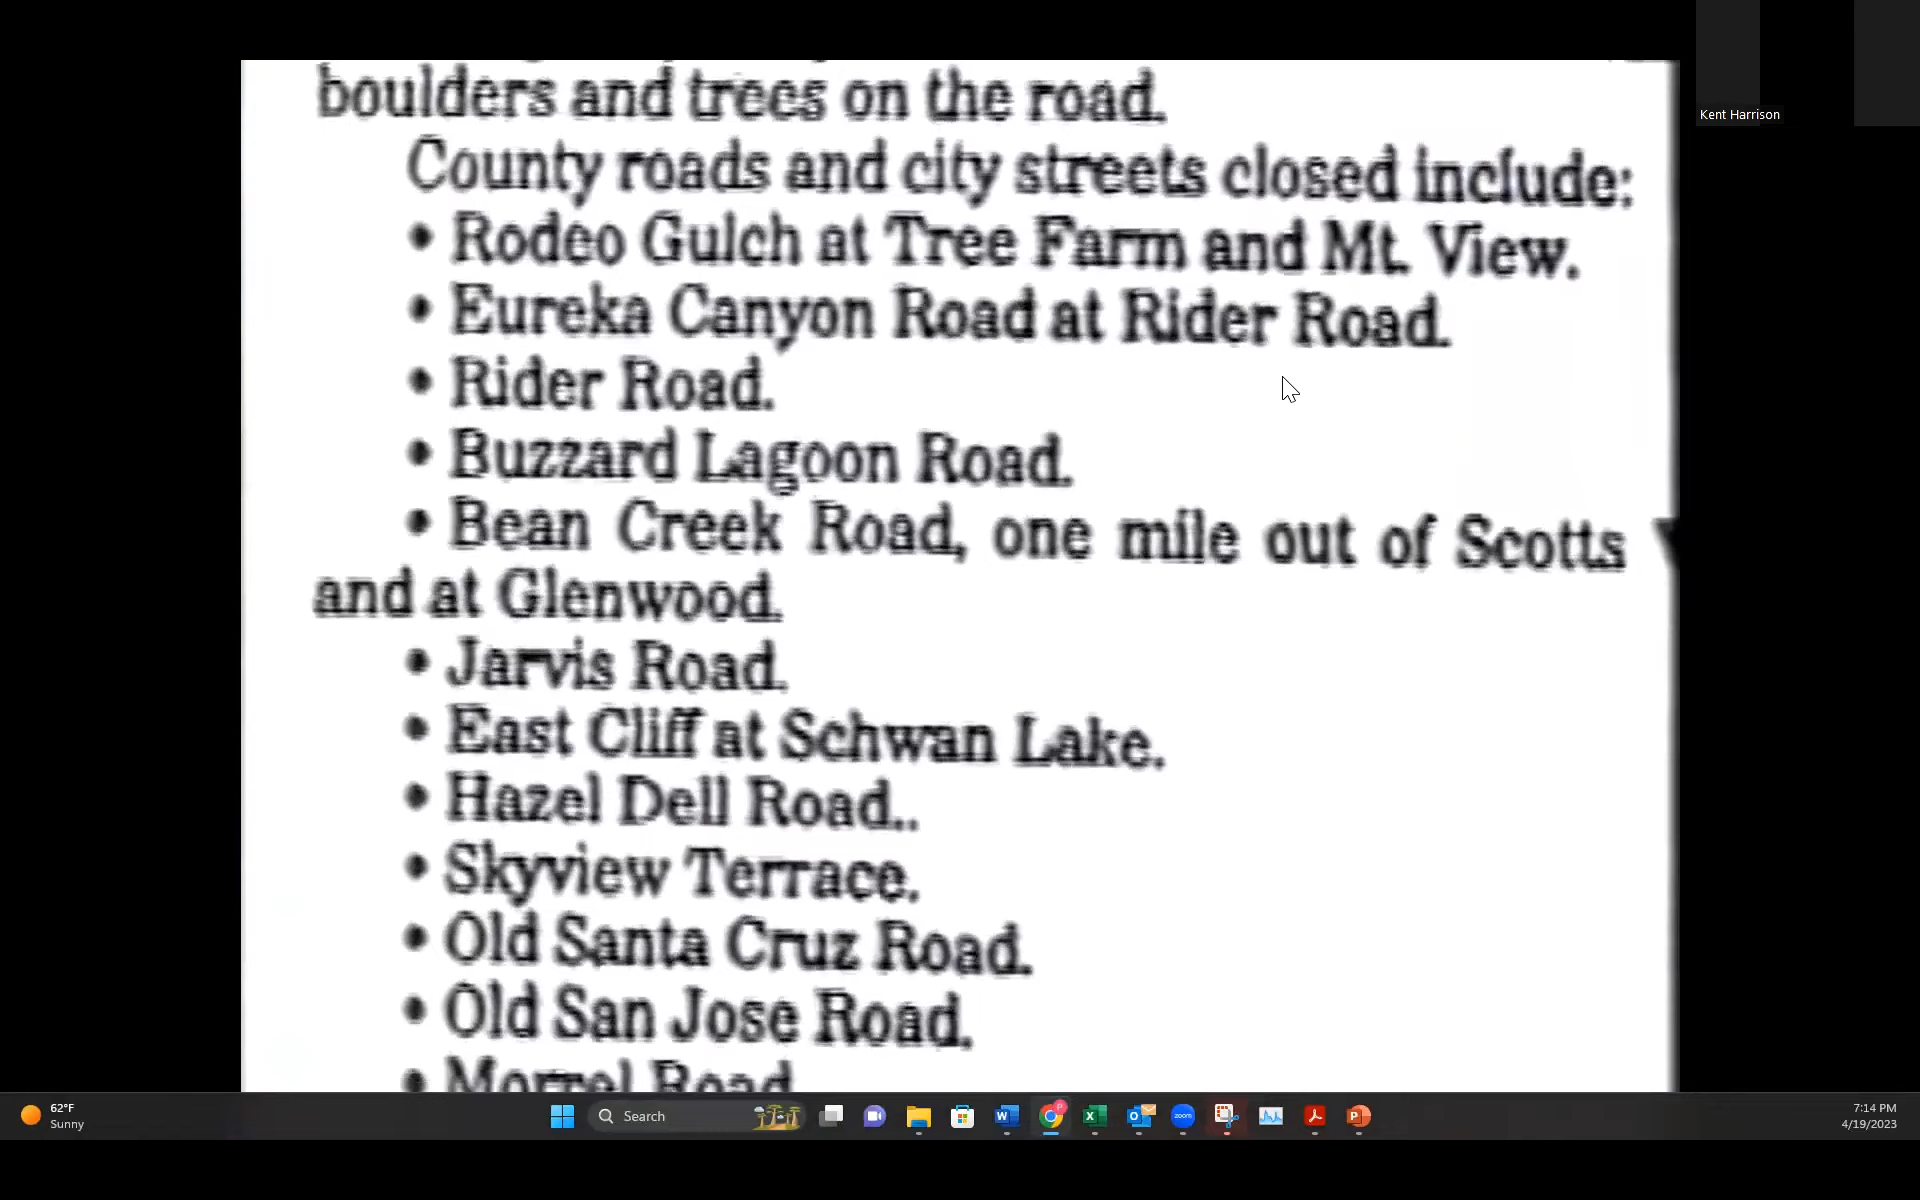 boulders and trees on the road.
County roads and city streets closed include:
• Rodeo Gulch at Tree Farm and Mt. View.
• Eureka Canyon Road at Rider Road.
• Rider Road.
• Buzzard Lagoon Road.
• Bean Creek Road, one mile out of Scotts
and at Glenwood.
• Jarvis Road.
• East Cliff at Schwan Lake.
• Hazel Dell Road..
• Skyview Terrace.
• Old Santa Cruz Road.
• Old San Jose Road.
• Morrel Road
Kent Harrison
62°F
Sunny
Search
zoom
7:14 PM
4/19/2023